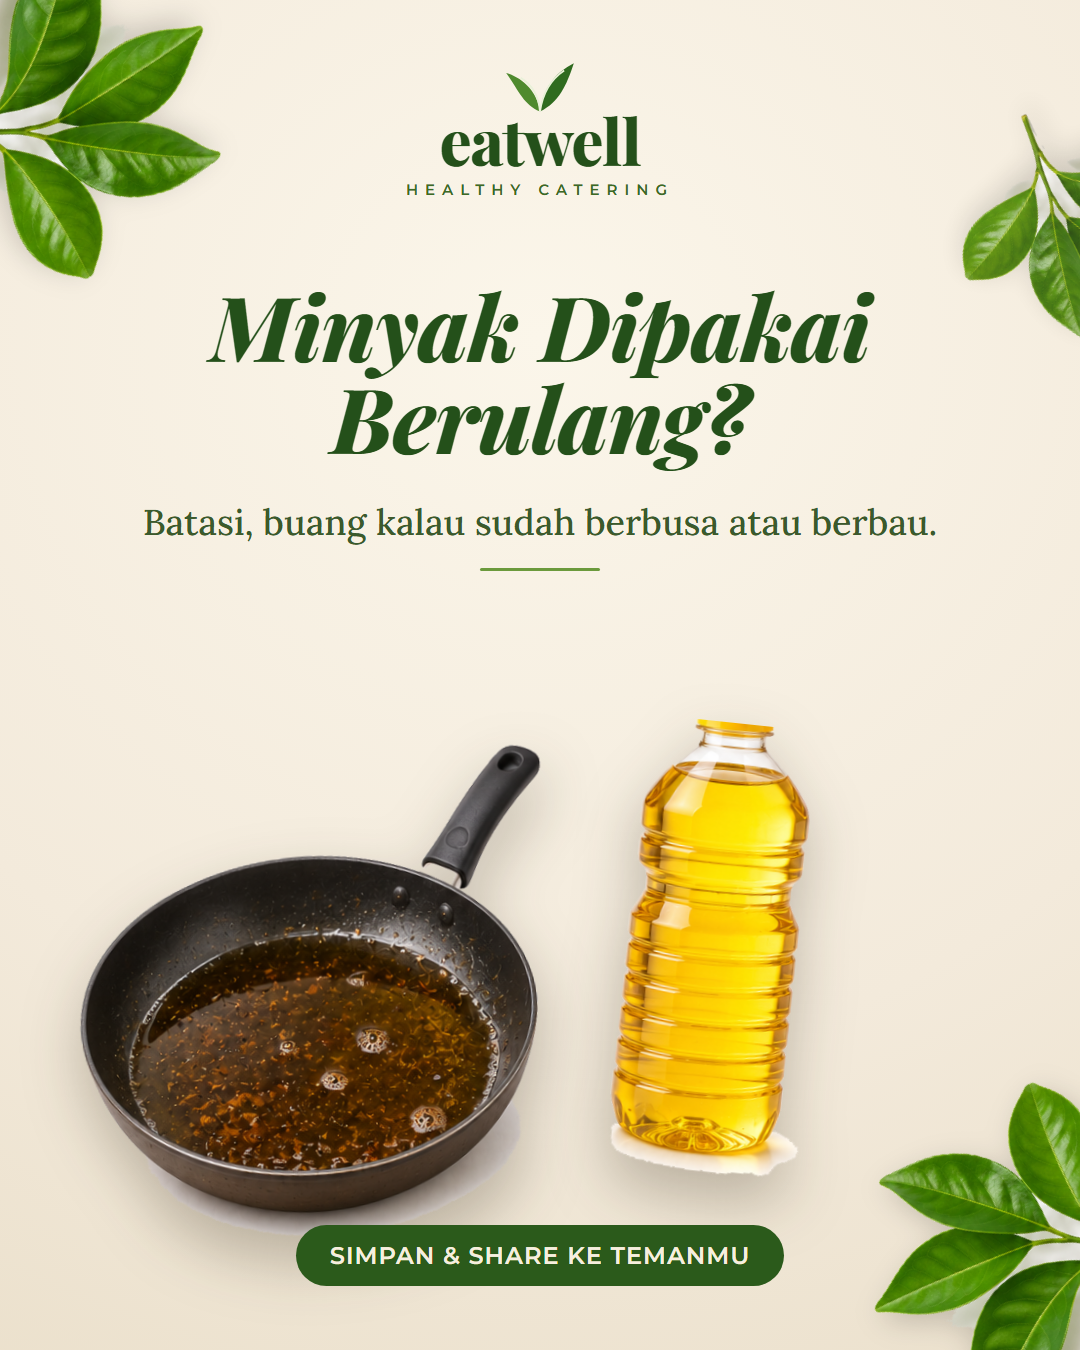 eatwell
HEALTHY CATERING
Minyak Dipakai
Berulang?
Batasi, buang kalau sudah berbusa atau berbau.
SIMPAN & SHARE KE TEMANMU